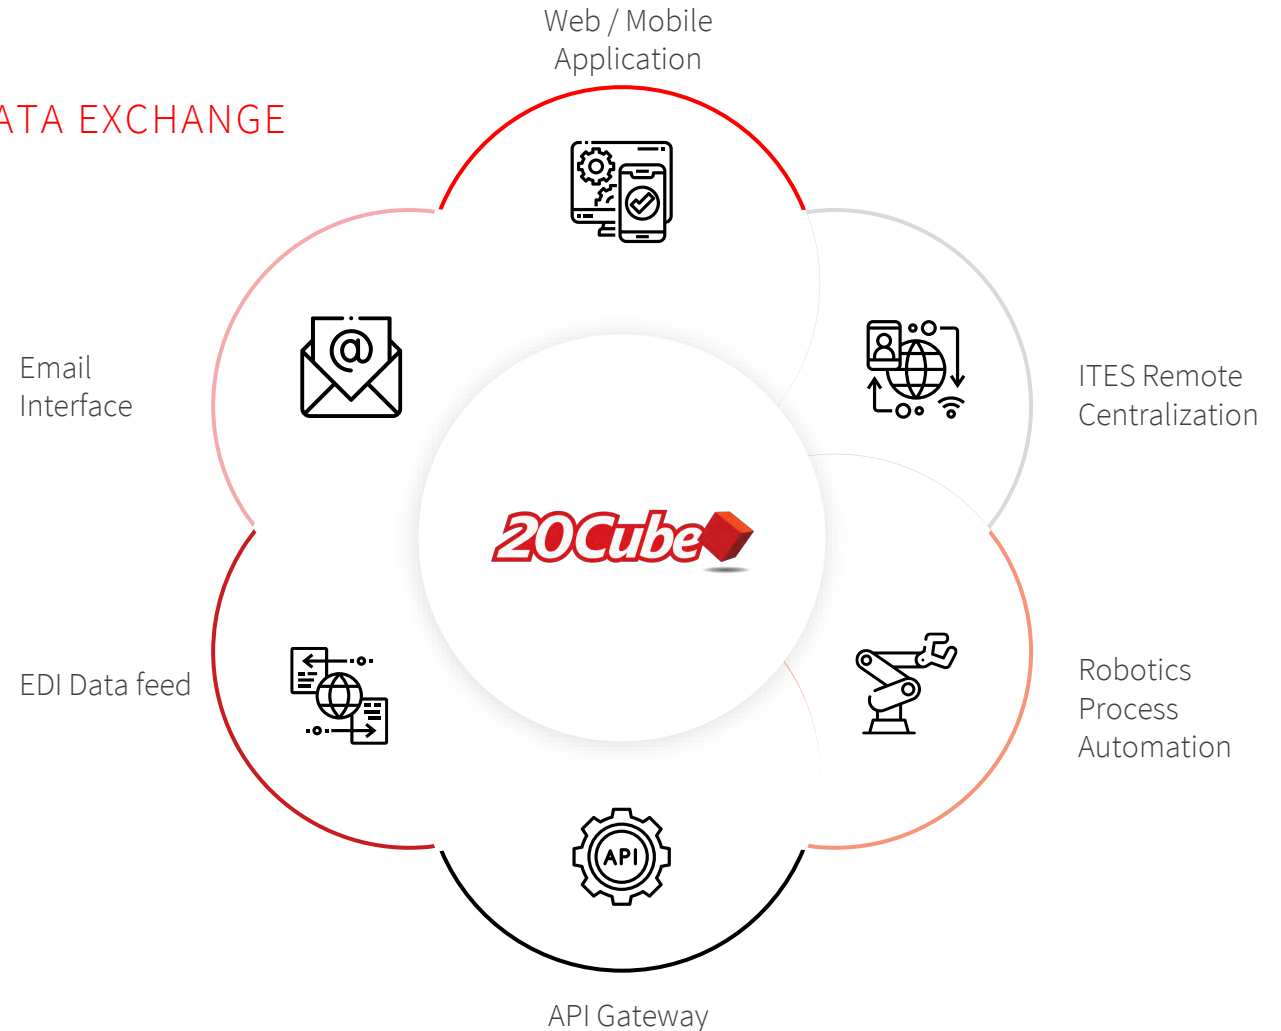 Web / Mobile
Application
ATA EXCHANGE
Email
Interface
ITES Remote
Centralization
20Cube
EDI Data feed
Robotics
Process
Automation
API
API Gateway